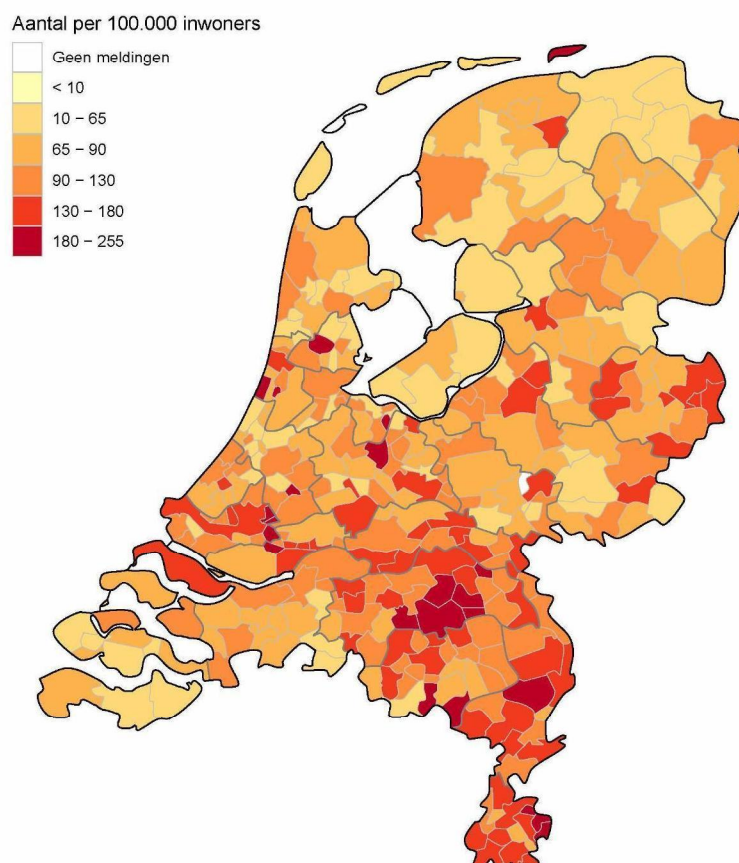 Aantal per 100.000 inwoners
Geen meldingen
< 10
10 − 65
65 − 90
90 − 130
130 − 180
180 − 255